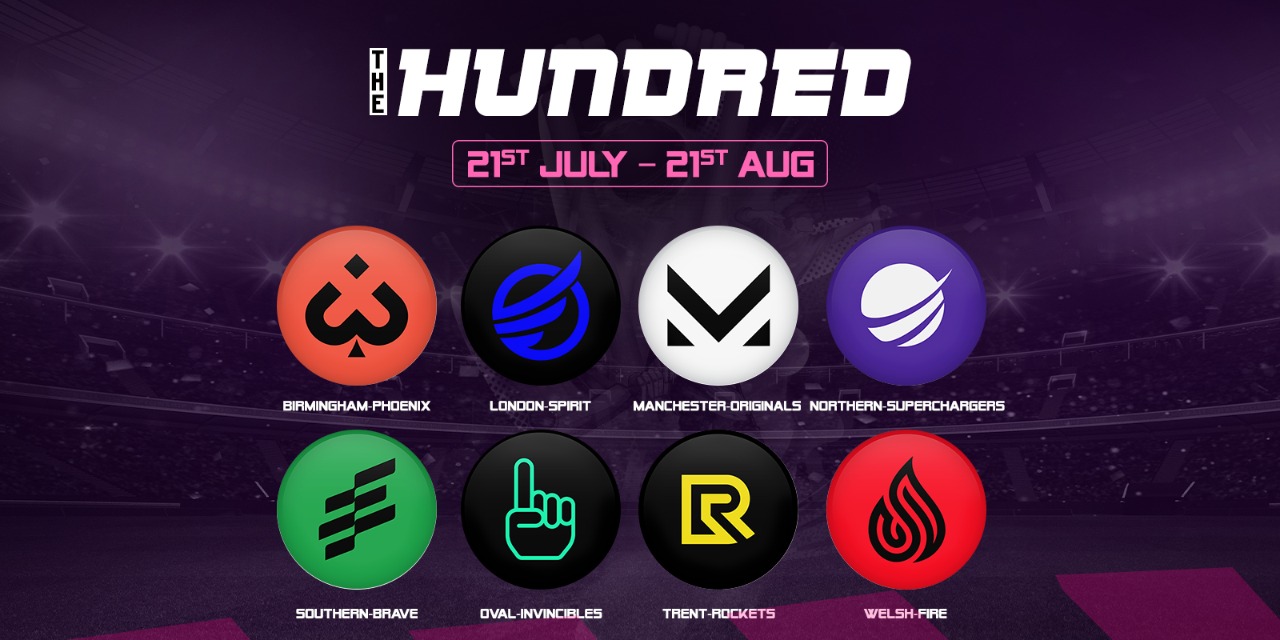 THE HUNDRED
21ST JULY – 21ST AUG
BIRMINGHAM-PHOENIX
LONDON-SPIRIT
MANCHESTER-ORIGINALS
NORTHERN-SUPERCHARGERS
SOUTHERN-BRAVE
OVAL-INVINCIBLES
TRENT-ROCKETS
WELSH-FIRE